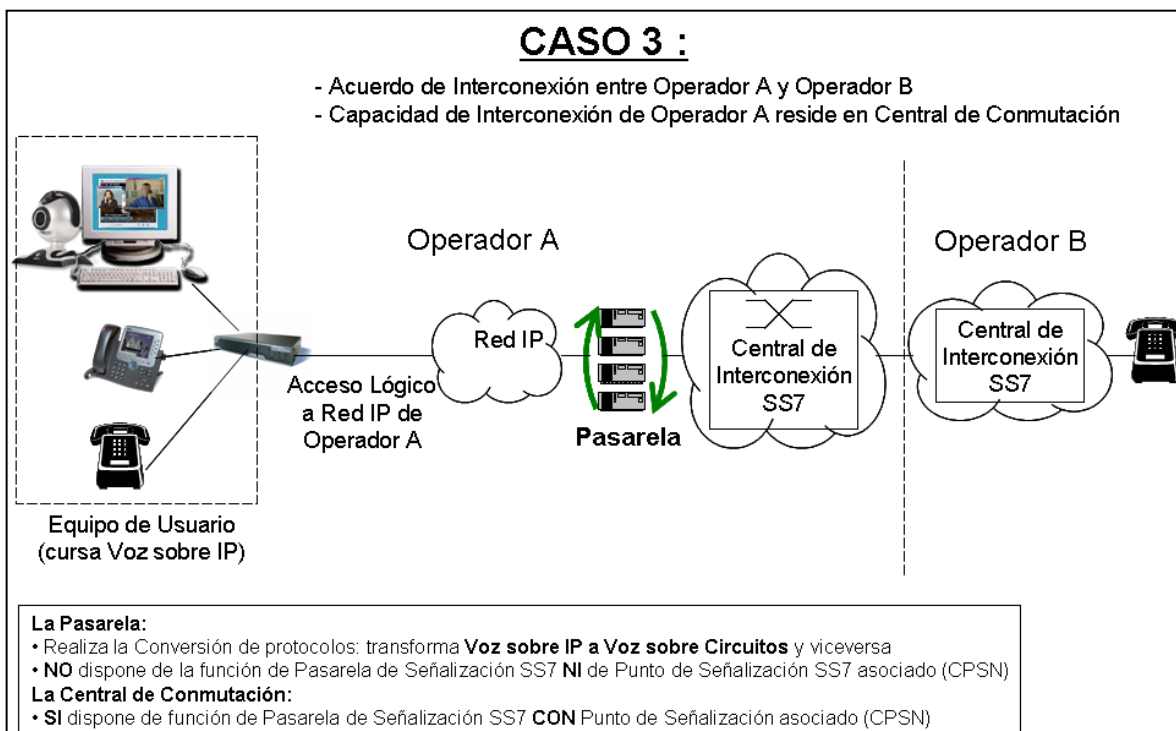 CASO 3 :
- Acuerdo de Interconexión entre Operador A y Operador B
- Capacidad de Interconexión de Operador A reside en Central de Conmutación
Operador A
Operador B
Red IP
Central de
Interconexión
SS7
Central de
Interconexión
SS7
Acceso Lógico
a Red IP de
Operador A
Pasarela
Equipo de Usuario
(cursa Voz sobre IP)
La Pasarela:
• Realiza la Conversión de protocolos: transforma Voz sobre IP a Voz sobre Circuitos y viceversa
• NO dispone de la función de Pasarela de Señalización SS7 NI de Punto de Señalización SS7 asociado (CPSN)
La Central de Conmutación:
• SI dispone de función de Pasarela de Señalización SS7 CON Punto de Señalización asociado (CPSN)